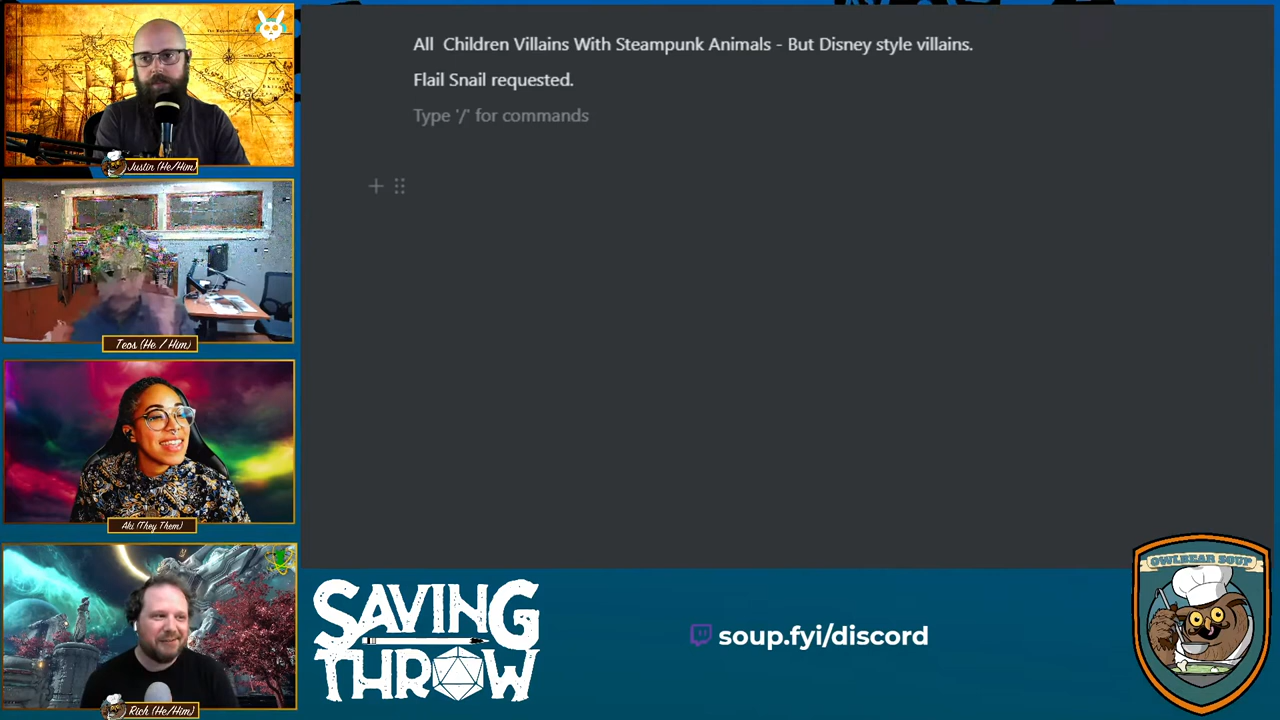 All  Children Villains With Steampunk Animals - But Disney style villains.
Flail Snail requested.
Type '/' for commands
Justin (He/Him)
Teos (He / Him)
Aki (They Them)
Rich (He/Him)
SAVING
THROW
soup.fyi/discord
OWLBEAR SOUP